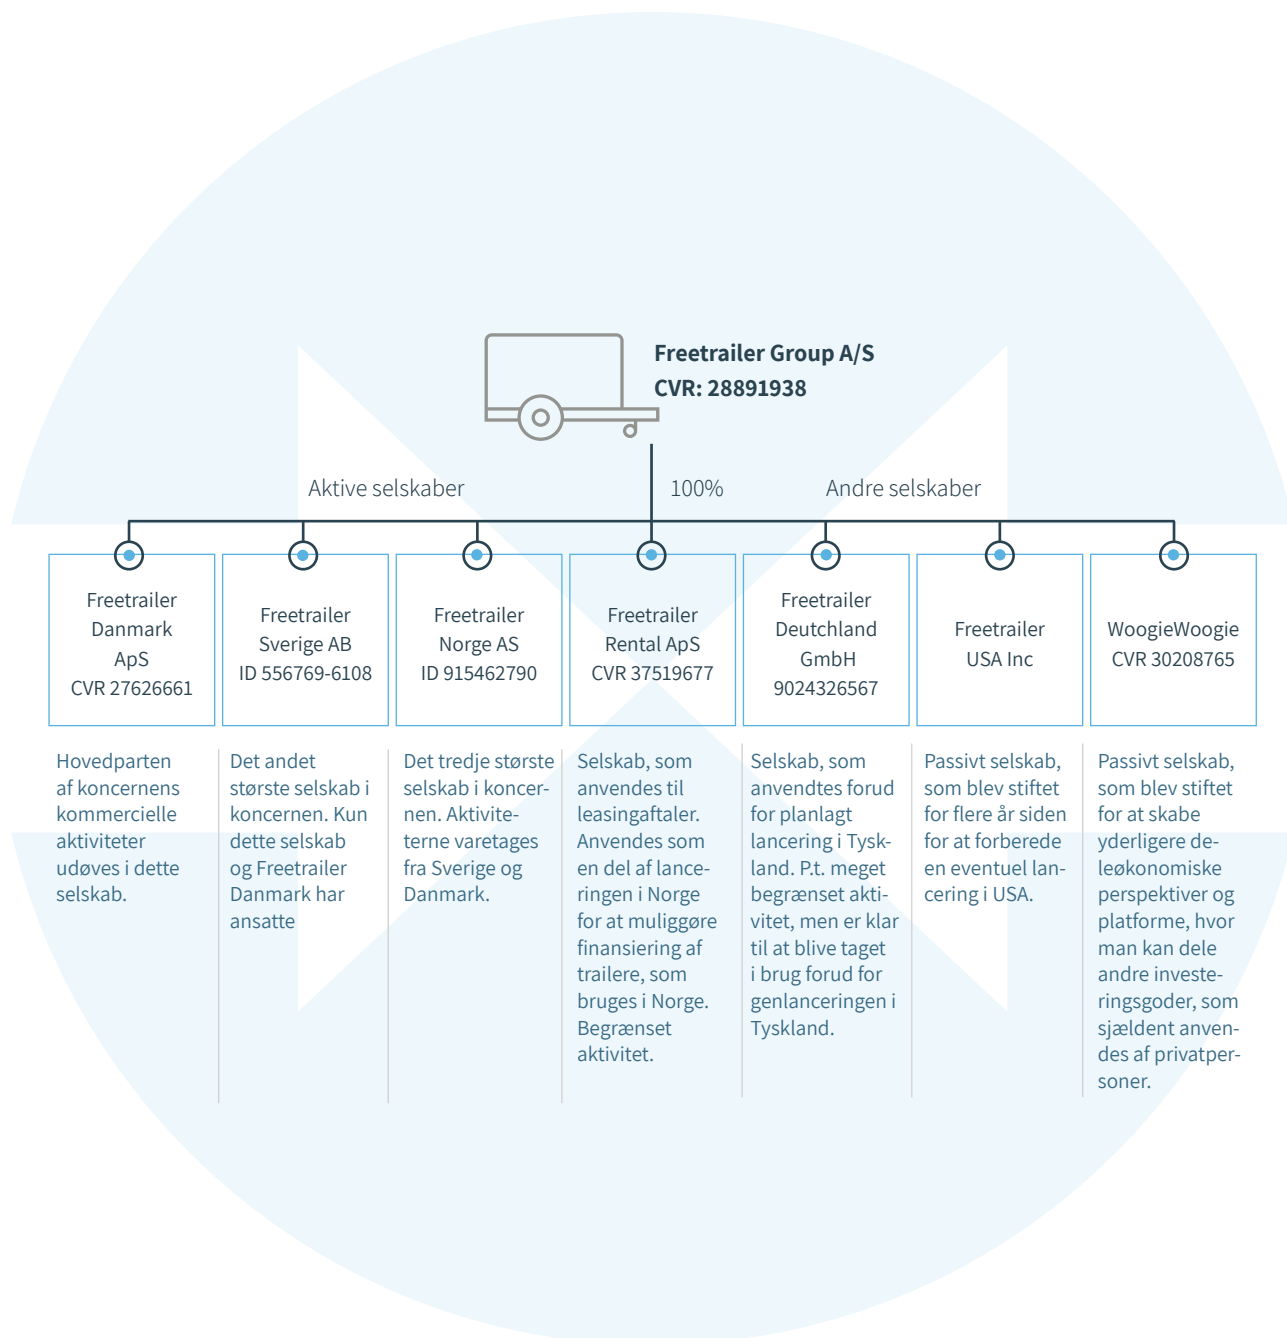 Freetrailer Group A/S
CVR: 28891938
Aktive selskaber
100%
Andre selskaber
Freetrailer
Danmark
ApS
CVR 27626661
Freetrailer
Sverige AB
ID 556769-6108
Freetrailer
Norge AS
ID 915462790
Freetrailer
Rental ApS
CVR 37519677
Freetrailer
Deutchland
GmbH
9024326567
Freetrailer
USA Inc
WoogieWoogie
CVR 30208765
Hovedparten
af koncernens
kommercielle
aktiviteter
udøves i dette
selskab.
Det andet
største selskab i
koncernen. Kun
dette selskab
og Freetrailer
Danmark har
ansatte
Det tredje største
selskab i koncer-
nen. Aktivite-
terne varetages
fra Sverige og
Danmark.
Selskab, som
anvendes til
leasingaftaler.
Anvendes som
en del af lance-
ringen i Norge
for at muliggøre
finansiering af
trailere, som
bruges i Norge.
Begrænset
aktivitet.
Selskab, som
anvendtes forud
for planlagt
lancering i Tysk-
land. P.t. meget
begrænset akti-
vitet, men er klar
til at blive taget
i brug forud for
genlanceringen i
Tyskland.
Passivt selskab,
som blev stiftet
for flere år siden
for at forberede
en eventuel lan-
cering i USA.
Passivt selskab,
som blev stiftet
for at skabe
yderligere de-
leøkonomiske
perspektiver og
platforme, hvor
man kan dele
andre investe-
ringsgoder, som
sjældent anven-
des af privatper-
soner.